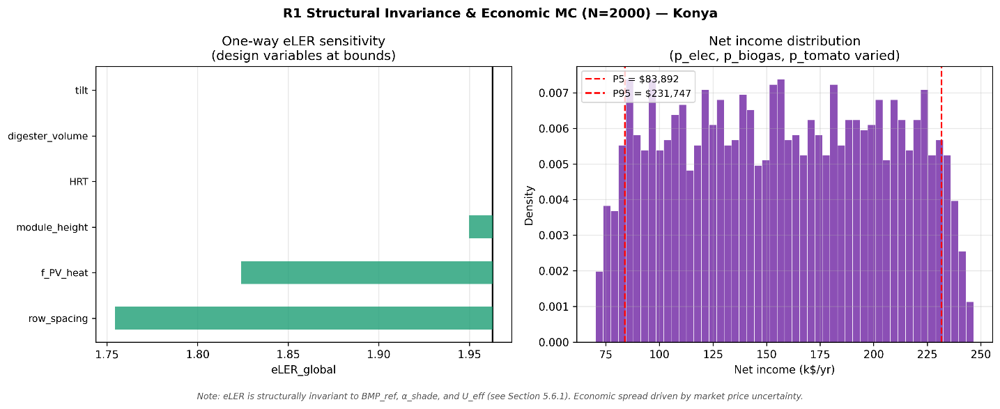 R1 Structural Invariance & Economic MC (N=2000) — Konya
One-way eLER sensitivity
(design variables at bounds)
tilt
digester_volume
HRT
module_height
f_PV_heat
row_spacing
1.75 1.80 1.85 1.90 1.95
eLER_global
Net income distribution
(p_elec, p_biogas, p_tomato varied)
P5 = $83,892
P95 = $231,747
Density
0.007
0.006
0.005
0.004
0.003
0.002
0.001
0.000
75 100 125 150 175 200 225 250
Net income (k$/yr)
Note: eLER is structurally invariant to BMP_ref, α_shade, and U_eff (see Section 5.6.1). Economic spread driven by market price uncertainty.